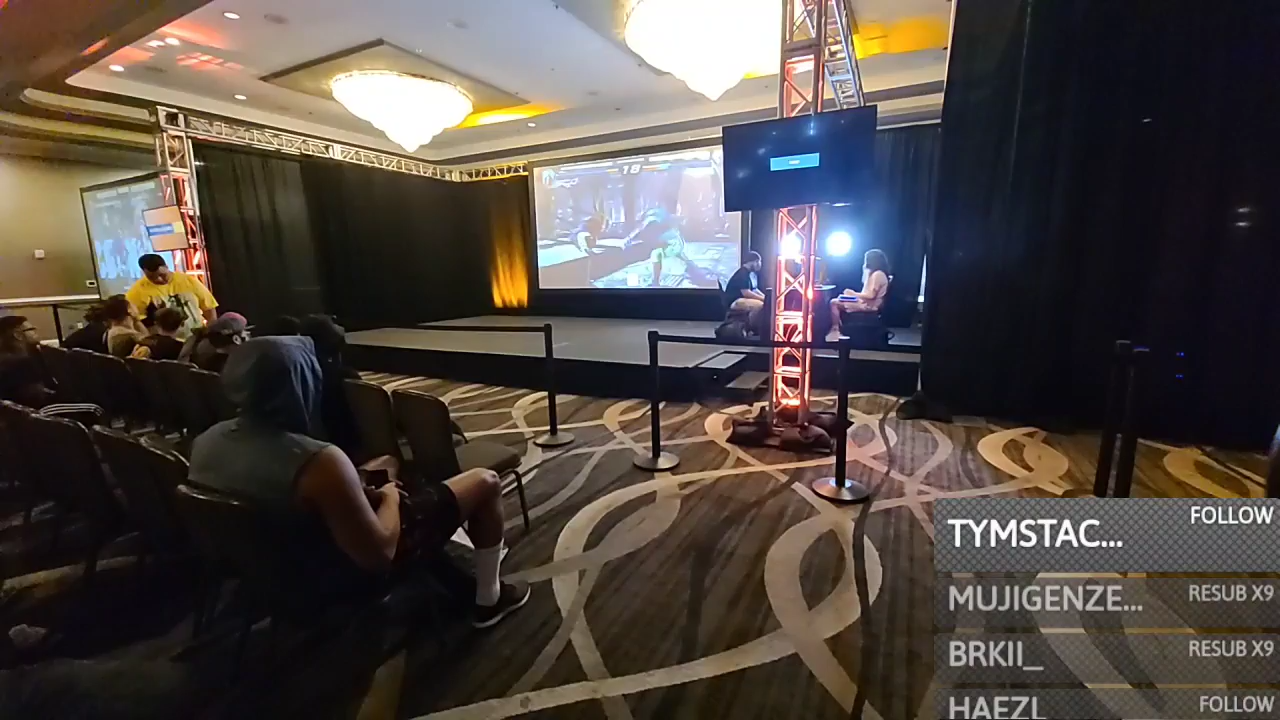 18
TYMSTAC... FOLLOW
MUJIGENZE... RESUB X9
BRKII_ RESUB X9
HAEZL FOLLOW